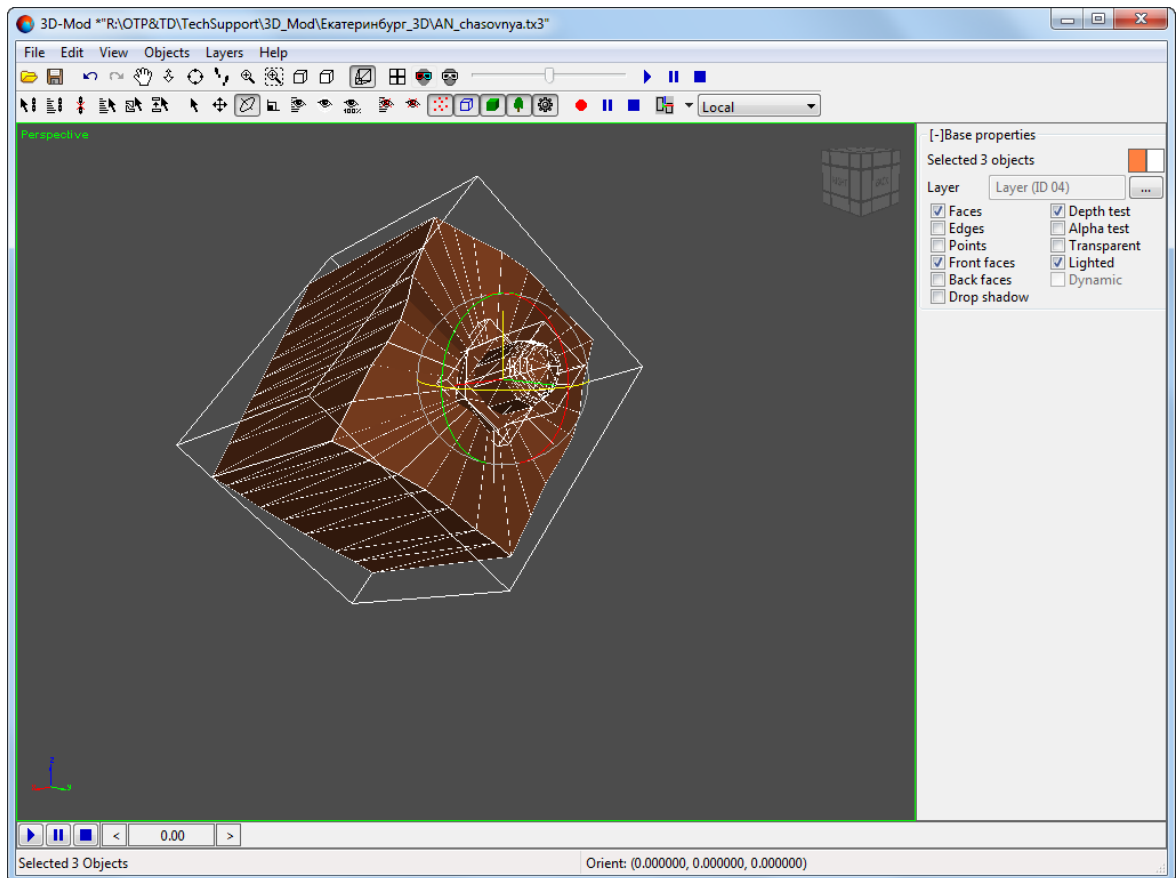 3D-Mod *"R:\OTP&TD\TechSupport\3D_Mod\Екатеринбург_3D\AN_chasovnya.tx3"
File Edit View Objects Layers Help
100%
Local
Perspective
[-]Base properties
Selected 3 objects
Layer Layer (ID 04) ...
Faces Depth test
Edges Alpha test
Points Transparent
Front faces Lighted
Back faces Dynamic
Drop shadow
z
y
< 0.00 >
Selected 3 Objects Orient: (0.000000, 0.000000, 0.000000)